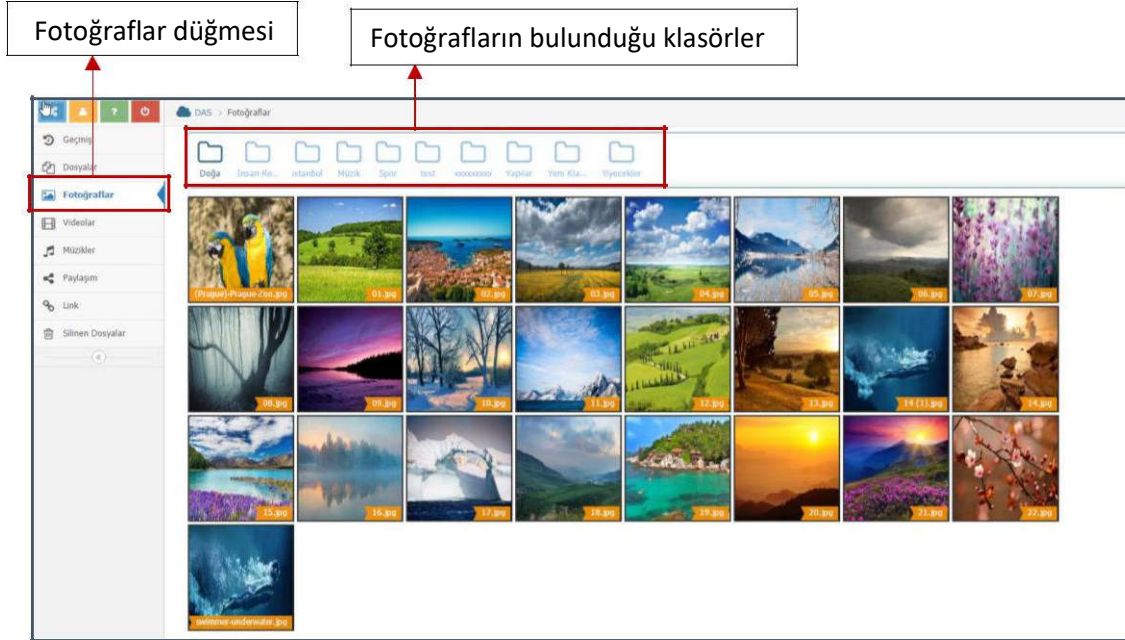 Fotoğraflar düğmesi
Fotoğrafların bulunduğu klasörler
?
DAS > Fotoğraflar
Geçmiş
Dosyalar
Fotoğraflar
Videolar
Müzikler
Paylaşım
Link
Silinen Dosyalar
Doğa İnsan istanbul Müzik Spor test Yapılar Yeni Kla... Yiyecekler
(Prague)-Prague-Zoo.jpg 01.jpg 02.jpg 03.jpg 04.jpg 05.jpg 06.jpg 07.jpg
08.jpg 09.jpg 10.jpg 11.jpg 12.jpg 13.jpg 14 (1).jpg 14.jpg
15.jpg 16.jpg 17.jpg 18.jpg 19.jpg 20.jpg 21.jpg 22.jpg
swimmer-underwater.jpg